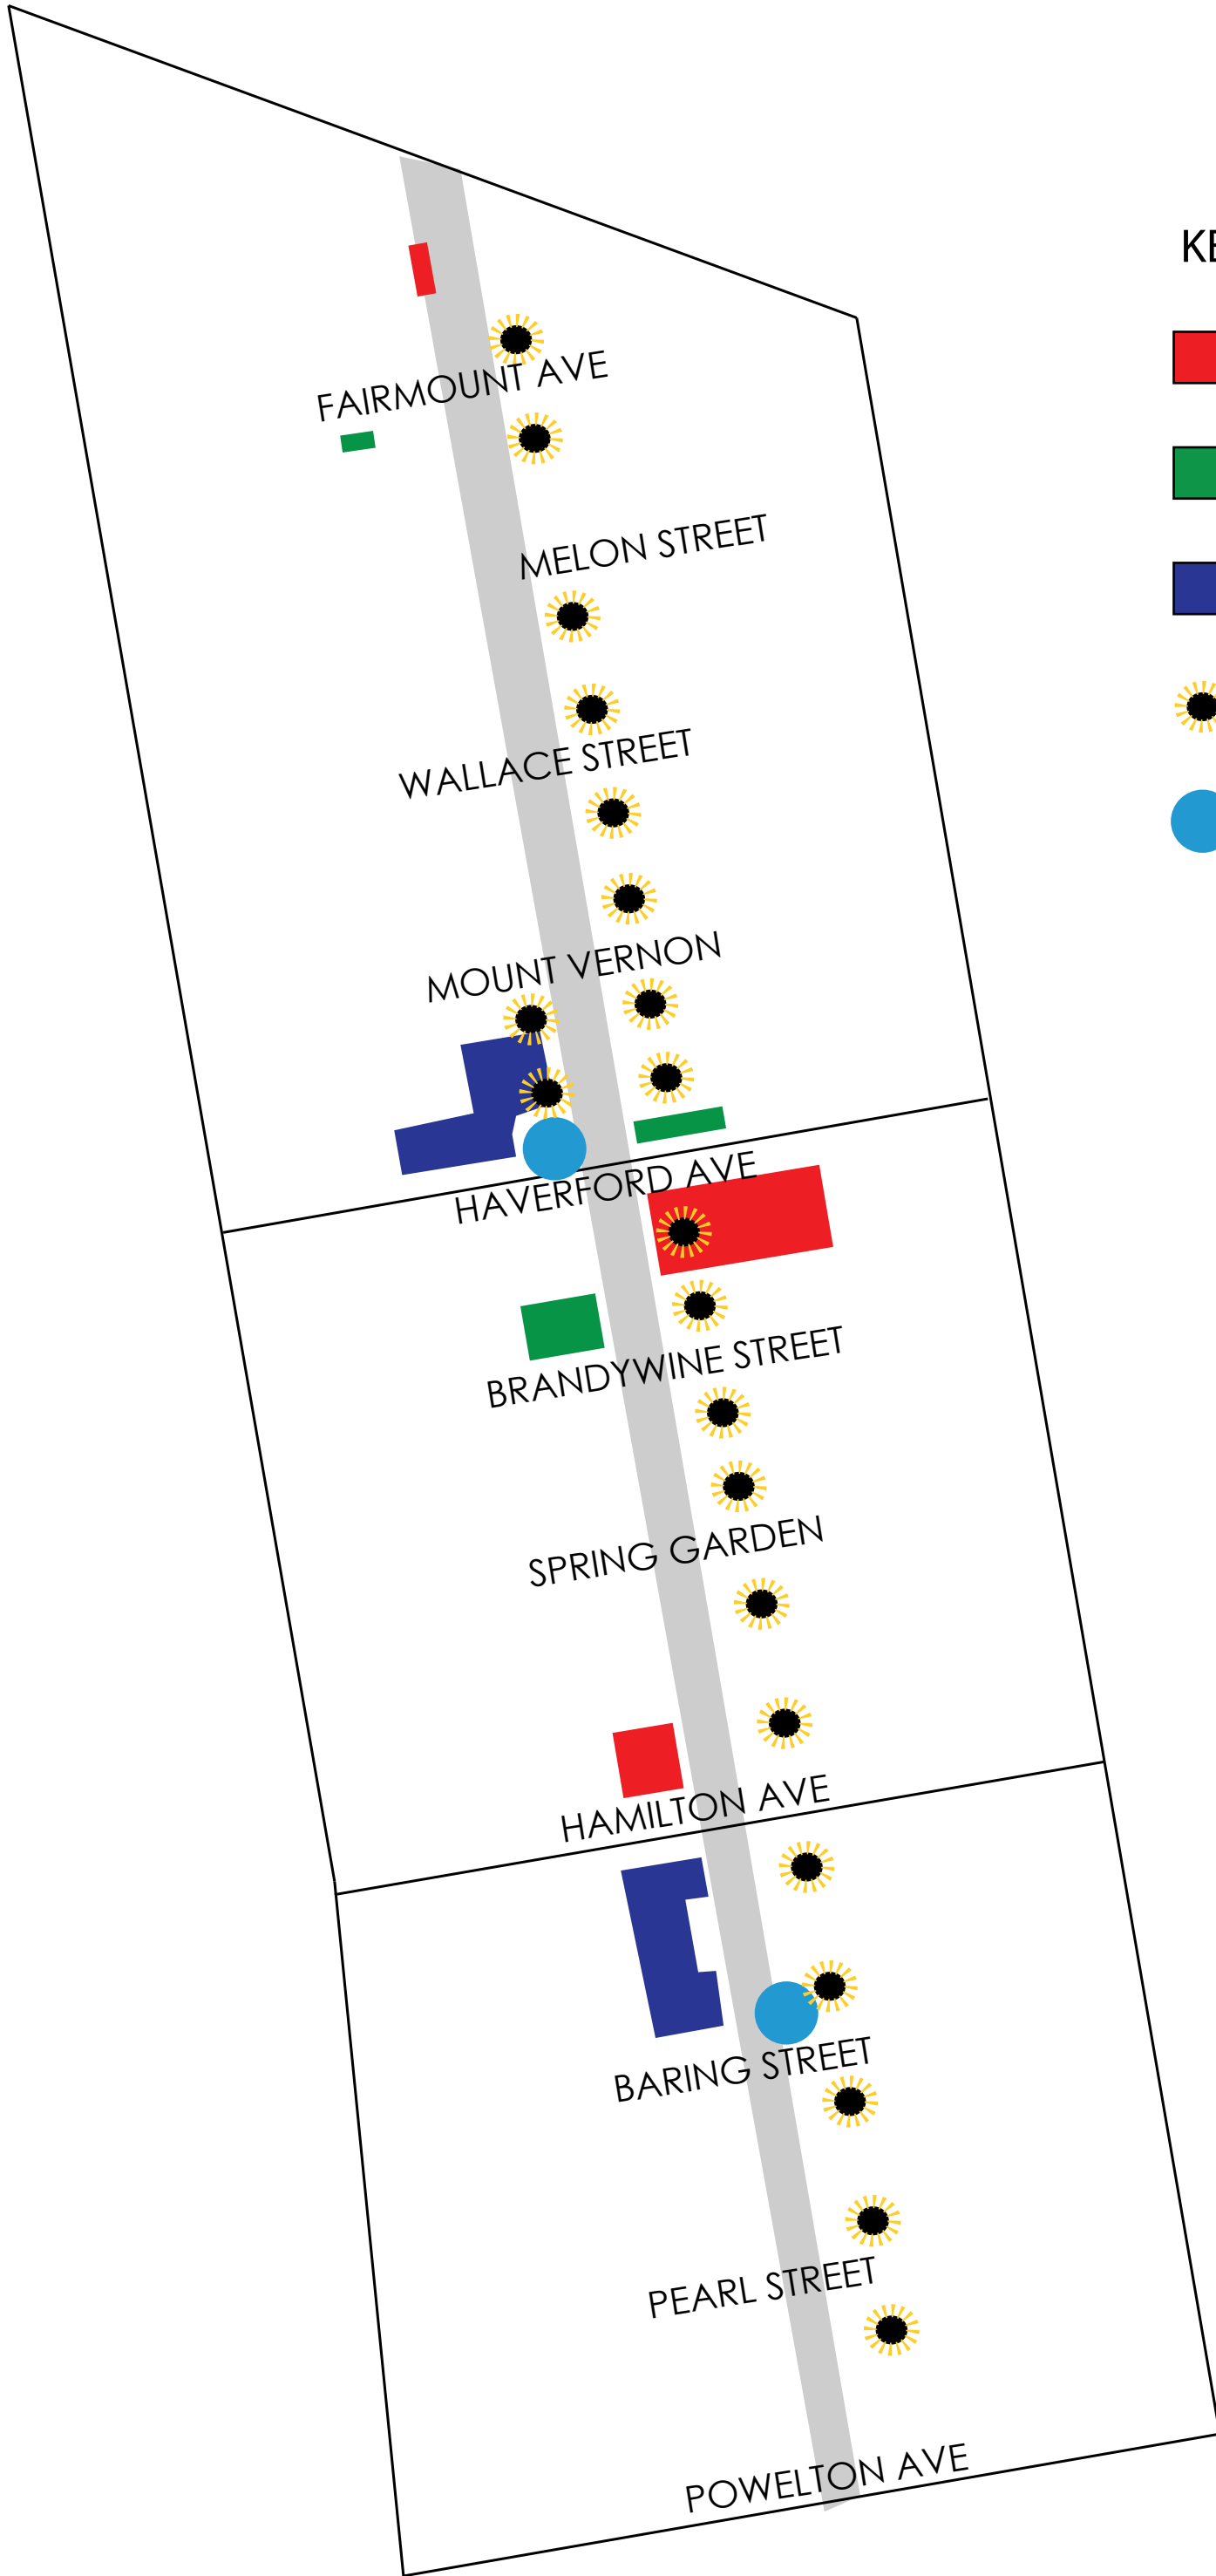 KE
FAIRMOUNT AVE
MELON STREET
WALLACE STREET
MOUNT VERNON
HAVERFORD AVE
BRANDYWINE STREET
SPRING GARDEN
HAMILTON AVE
BARING STREET
PEARL STREET
POWELTON AVE